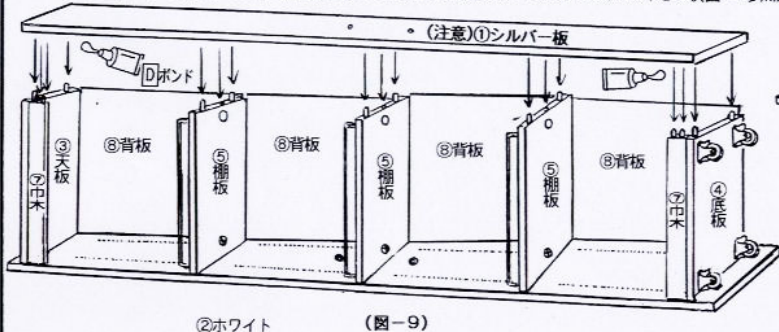 (注意)①シルバー板
Dボンド
③天板
⑦巾木
⑧背板
⑤棚板
⑧背板
⑤棚板
⑧背板
⑤棚板
⑧背板
⑦巾木
④底板
②ホワイト
(図-9)